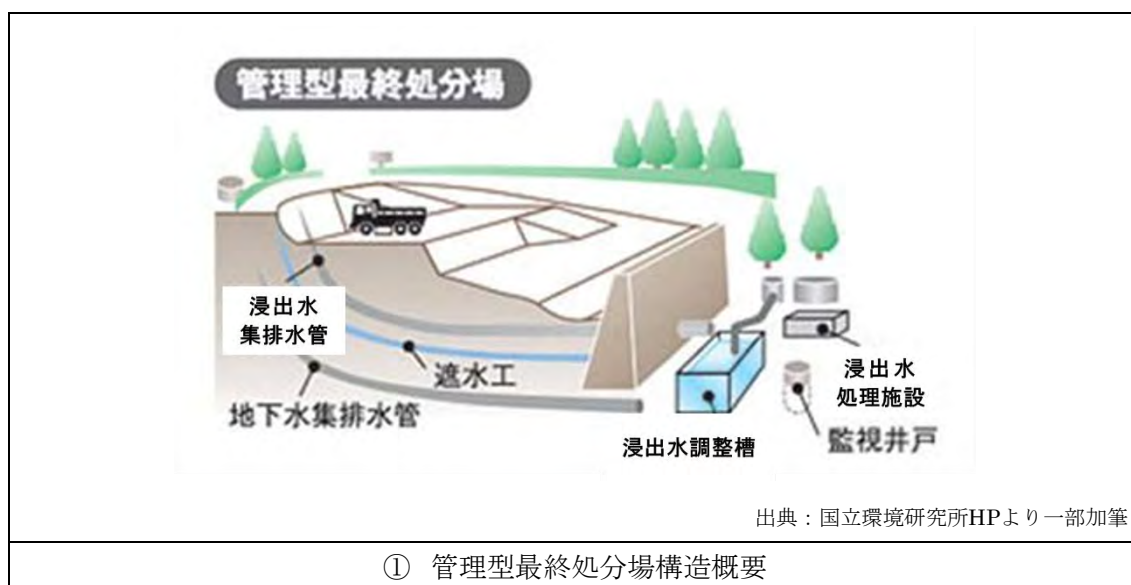 管理型最終処分場
浸出水
集排水管
遮水工
地下水集排水管
浸出水調整槽
浸出水
処理施設
監視井戸
出典：国立環境研究所HPより一部加筆
① 管理型最終処分場構造概要